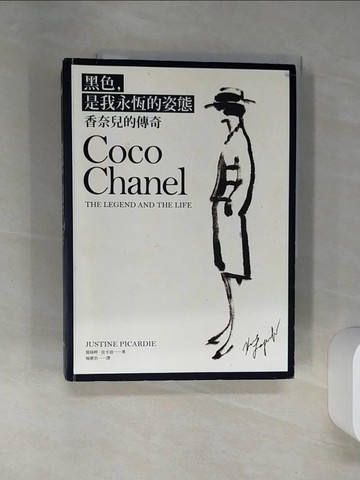 黑色,
是我永恆的姿態
香奈兒的傳奇
Coco
Chanel
THE LEGEND AND THE LIFE
JUSTINE PICARDIE